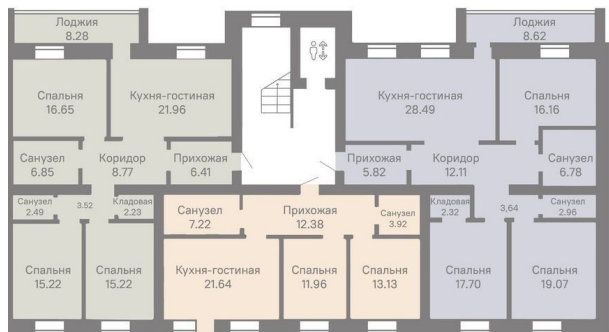 Лоджия
8.28
Лоджия
8.62
Спальня
16.65
Кухня-гостиная
21.96
Кухня-гостиная
28.49
Спальня
16.16
Санузел
6.85
Коридор
8.77
Прихожая
6.41
Прихожая
5.82
Коридор
12.11
Санузел
6.78
Санузел
2.49
3.52
Кладовая
2.23
Санузел
7.22
Прихожая
12.38
Санузел
3.92
Кладовая
2.32
3,64
Санузел
2.96
Спальня
15.22
Спальня
15.22
Кухня-гостиная
21.64
Спальня
11.96
Спальня
13.13
Спальня
17.70
Спальня
19.07